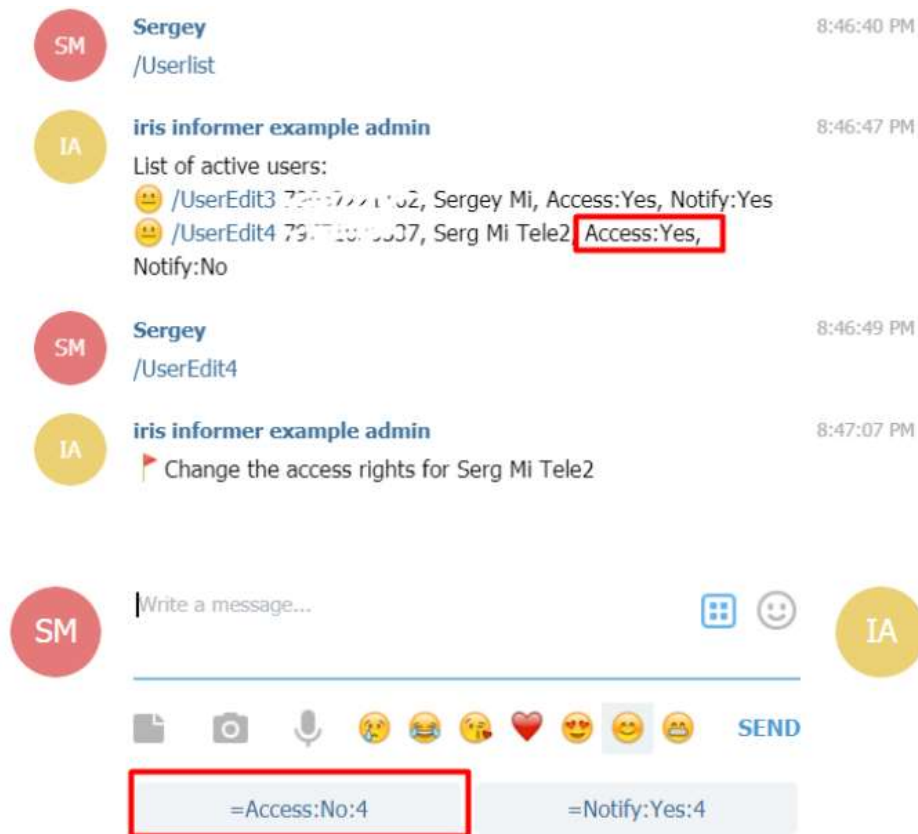 SM
Sergey
8:46:40 PM
/Userlist
IA
iris informer example admin
8:46:47 PM
List of active users:
/UserEdit3 Sergey Mi, Access:Yes, Notify:Yes
/UserEdit4 Serg Mi Tele2, Access:Yes,
Notify:No
SM
Sergey
8:46:49 PM
/UserEdit4
IA
iris informer example admin
8:47:07 PM
Change the access rights for Serg Mi Tele2
SM
Write a message...
IA
SEND
=Access:No:4
=Notify:Yes:4